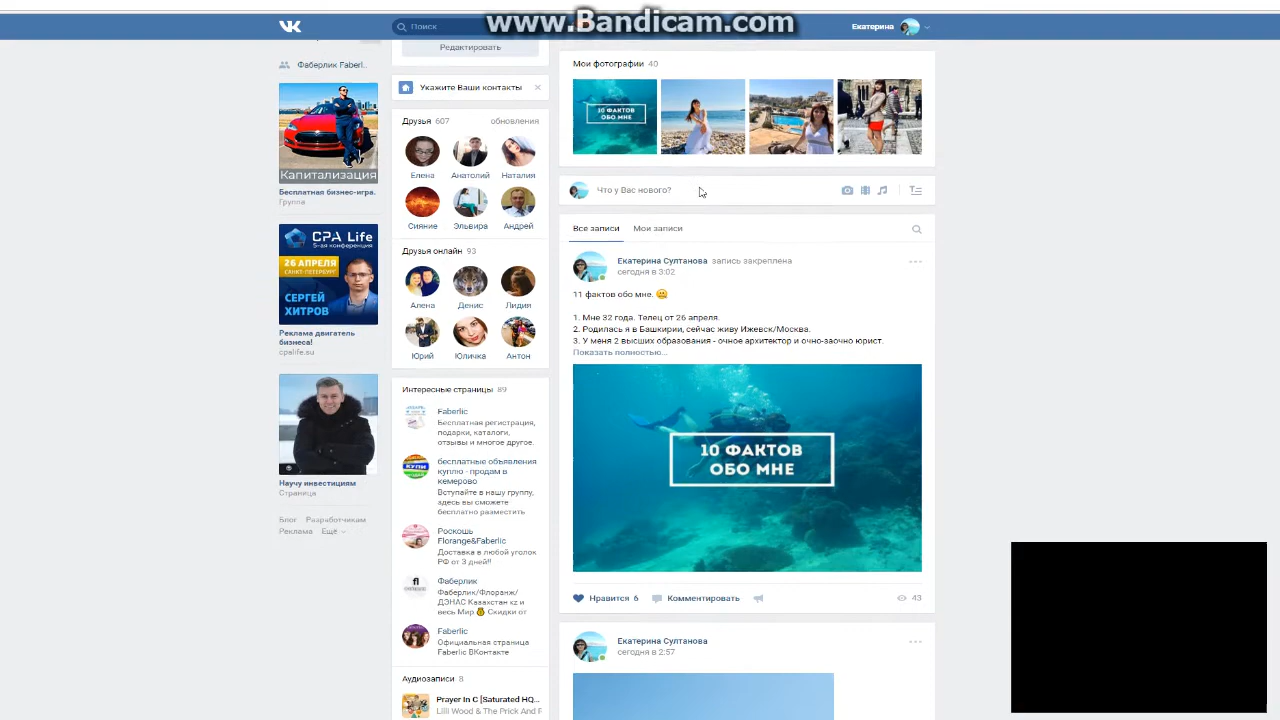 www.Bandicam.com
Поиск
Екатерина
Фаберлик Faberl..
Капитализация
Бесплатная бизнес-игра.
Группа
CPA Life
5-ая конференция
26 АПРЕЛЯ
САНКТ-ПЕТЕРБУРГ
СЕРГЕЙ
ХИТРОВ
Реклама двигатель
бизнеса!
cpalife.su
Научу инвестициям
Страница
Блог Разработчикам
Реклама Ещё
Редактировать
Укажите Ваши контакты
Друзья 607 обновления
Елена Анатолий Наталия
Сияние Эльвира Андрей
Друзья онлайн 93
Алена Денис Лидия
Юрий Юличка Антон
Интересные страницы 89
Faberlic
Бесплатная регистрация,
подарки, каталоги,
отзывы и многое другое.
КУПИ
бесплатные объявления
куплю - продам в
кемерово
Вступайте в нашу группу,
здесь вы сможете
бесплатно разместить
Роскошь
Florange&Faberlic
Доставка в любой уголок
РФ от 3 дней!!
fl
Фаберлик
Фаберлик/Флоранж/
ДЭНАС Казахстан kz и
весь Мир 💰 Скидки от
Faberlic
Официальная страница
Faberlic ВКонтакте
Аудиозаписи 8
Prayer In C [Saturated HQ...
Lilli Wood & The Prick And F
Мои фотографии 40
10 ФАКТОВ
ОБО МНЕ
Что у Вас нового?
Все записи Мои записи
Екатерина Султанова запись закреплена
сегодня в 3:02
11 фактов обо мне.
1. Мне 32 года. Телец от 26 апреля.
2. Родилась я в Башкирии, сейчас живу Ижевск/Москва.
3. У меня 2 высших образования - очное архитектор и очно-заочно юрист.
Показать полностью...
10 ФАКТОВ
ОБО МНЕ
Нравится 6 Комментировать 43
Екатерина Султанова
сегодня в 2:57